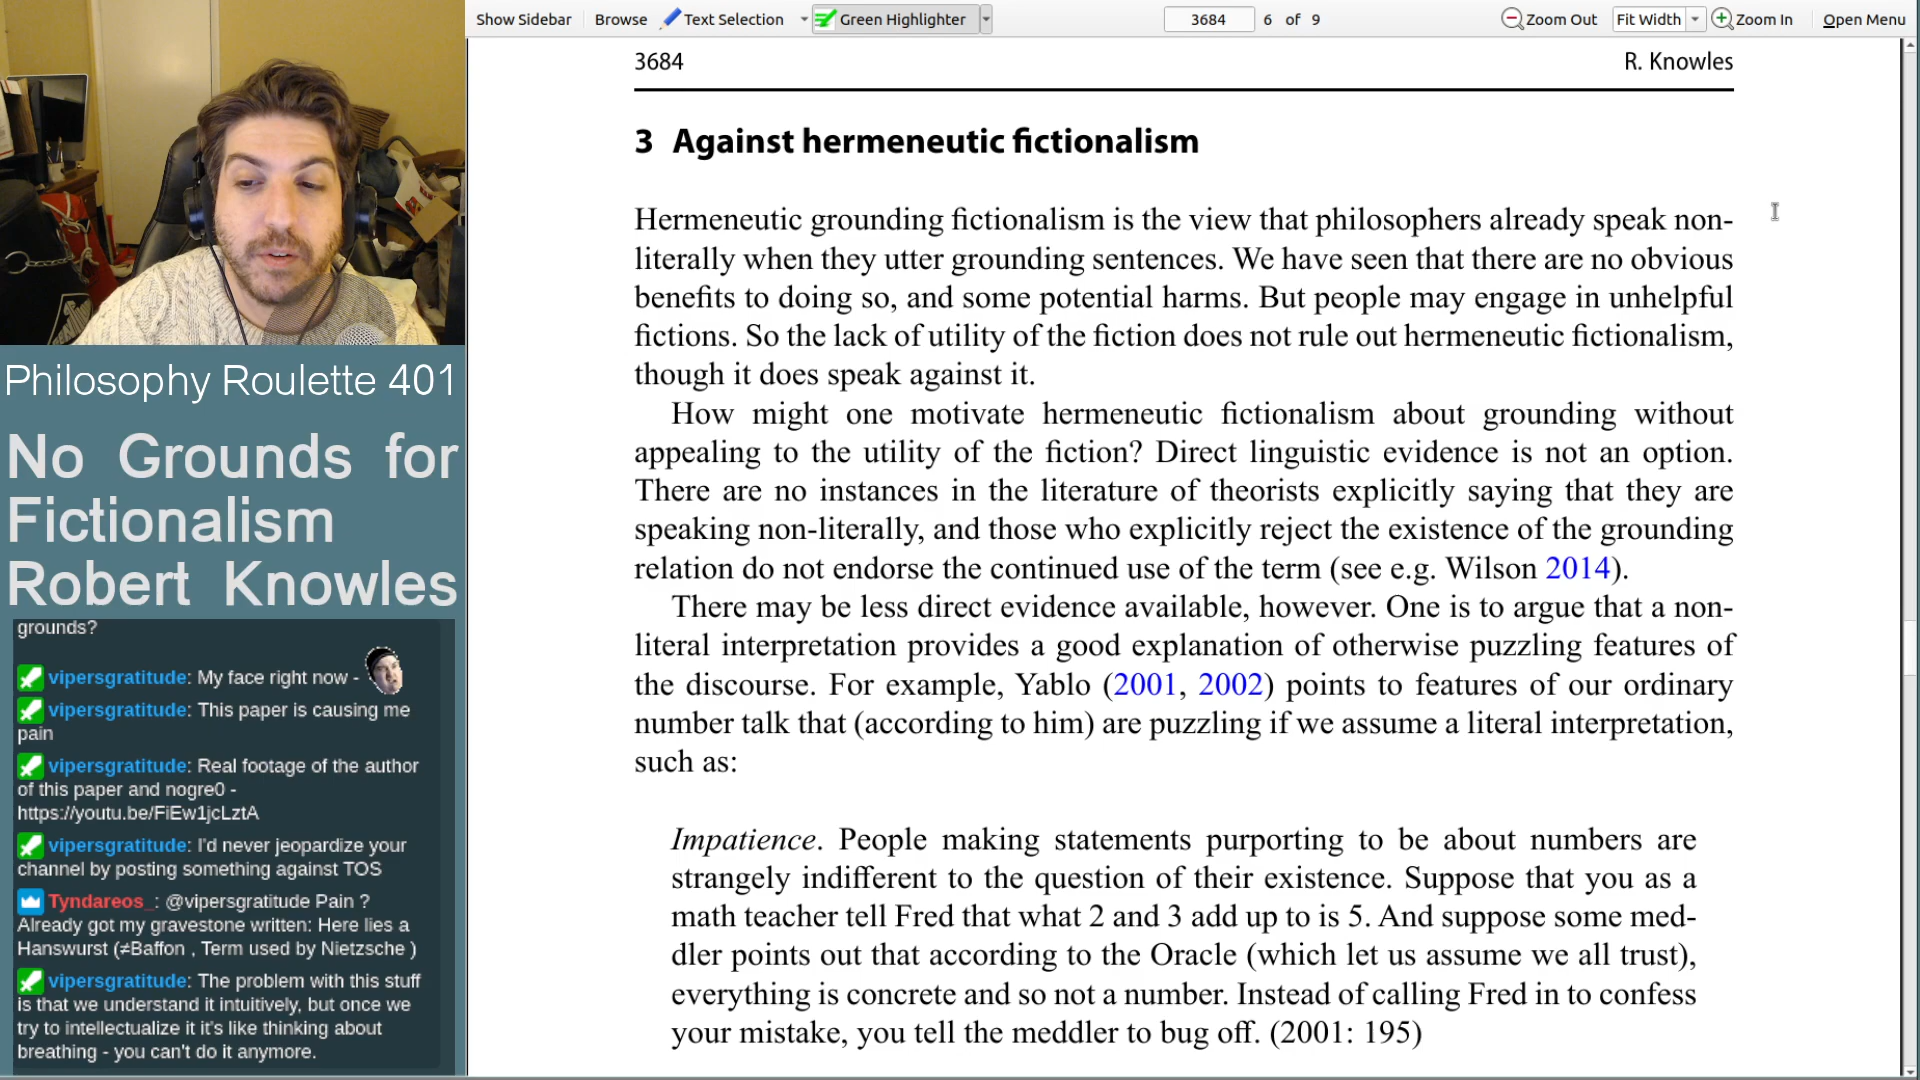 Show Sidebar Browse Text Selection Green Highlighter 3684 6 of 9 Zoom Out Fit Width Zoom In Open Menu
3684 R. Knowles
3 Against hermeneutic fictionalism
Hermeneutic grounding fictionalism is the view that philosophers already speak non-
literally when they utter grounding sentences. We have seen that there are no obvious
benefits to doing so, and some potential harms. But people may engage in unhelpful
fictions. So the lack of utility of the fiction does not rule out hermeneutic fictionalism,
though it does speak against it.
How might one motivate hermeneutic fictionalism about grounding without
appealing to the utility of the fiction? Direct linguistic evidence is not an option.
There are no instances in the literature of theorists explicitly saying that they are
speaking non-literally, and those who explicitly reject the existence of the grounding
relation do not endorse the continued use of the term (see e.g. Wilson 2014).
There may be less direct evidence available, however. One is to argue that a non-
literal interpretation provides a good explanation of otherwise puzzling features of
the discourse. For example, Yablo (2001, 2002) points to features of our ordinary
number talk that (according to him) are puzzling if we assume a literal interpretation,
such as:
Impatience. People making statements purporting to be about numbers are
strangely indifferent to the question of their existence. Suppose that you as a
math teacher tell Fred that what 2 and 3 add up to is 5. And suppose some med-
dler points out that according to the Oracle (which let us assume we all trust),
everything is concrete and so not a number. Instead of calling Fred in to confess
your mistake, you tell the meddler to bug off. (2001: 195)
Philosophy Roulette 401
No Grounds for
Fictionalism
Robert Knowles
grounds?
vipersgratitude: My face right now -
vipersgratitude: This paper is causing me
pain
vipersgratitude: Real footage of the author
of this paper and nogre0 -
https://youtu.be/FiEw1jcLztA
vipersgratitude: I'd never jeopardize your
channel by posting something against TOS
Tyndareos_: @vipersgratitude Pain ?
Already got my gravestone written: Here lies a
Hanswurst (≠Baffon , Term used by Nietzsche )
vipersgratitude: The problem with this stuff
is that we understand it intuitively, but once we
try to intellectualize it it's like thinking about
breathing - you can't do it anymore.